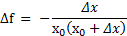 Δf = − Δx / x₀(x₀ + Δx)